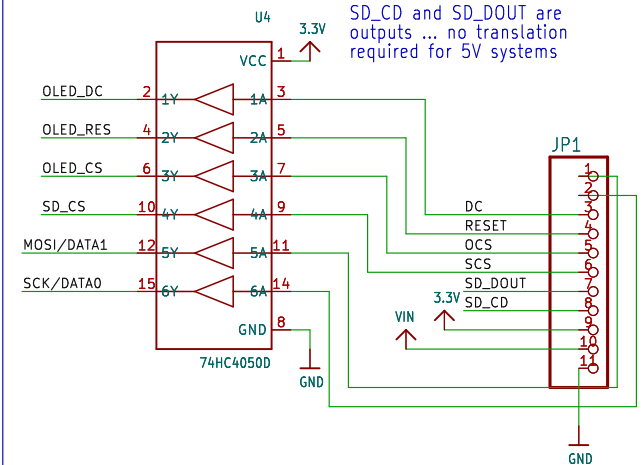 SD_CD and SD_DOUT are
outputs ... no translation
required for 5V systems
U4
3.3V
VCC 1
OLED_DC 2 1Y 1A 3
OLED_RES 4 2Y 2A 5
OLED_CS 6 3Y 3A 7
SD_CS 10 4Y 4A 9
MOSI/DATA1 12 5Y 5A 11
SCK/DATA0 15 6Y 6A 14
GND 8
74HC4050D
GND
JP1
1
2
DC 3
RESET 4
OCS 5
SCS 6
SD_DOUT 7
SD_CD 8
3.3V 9
VIN 10
11
GND